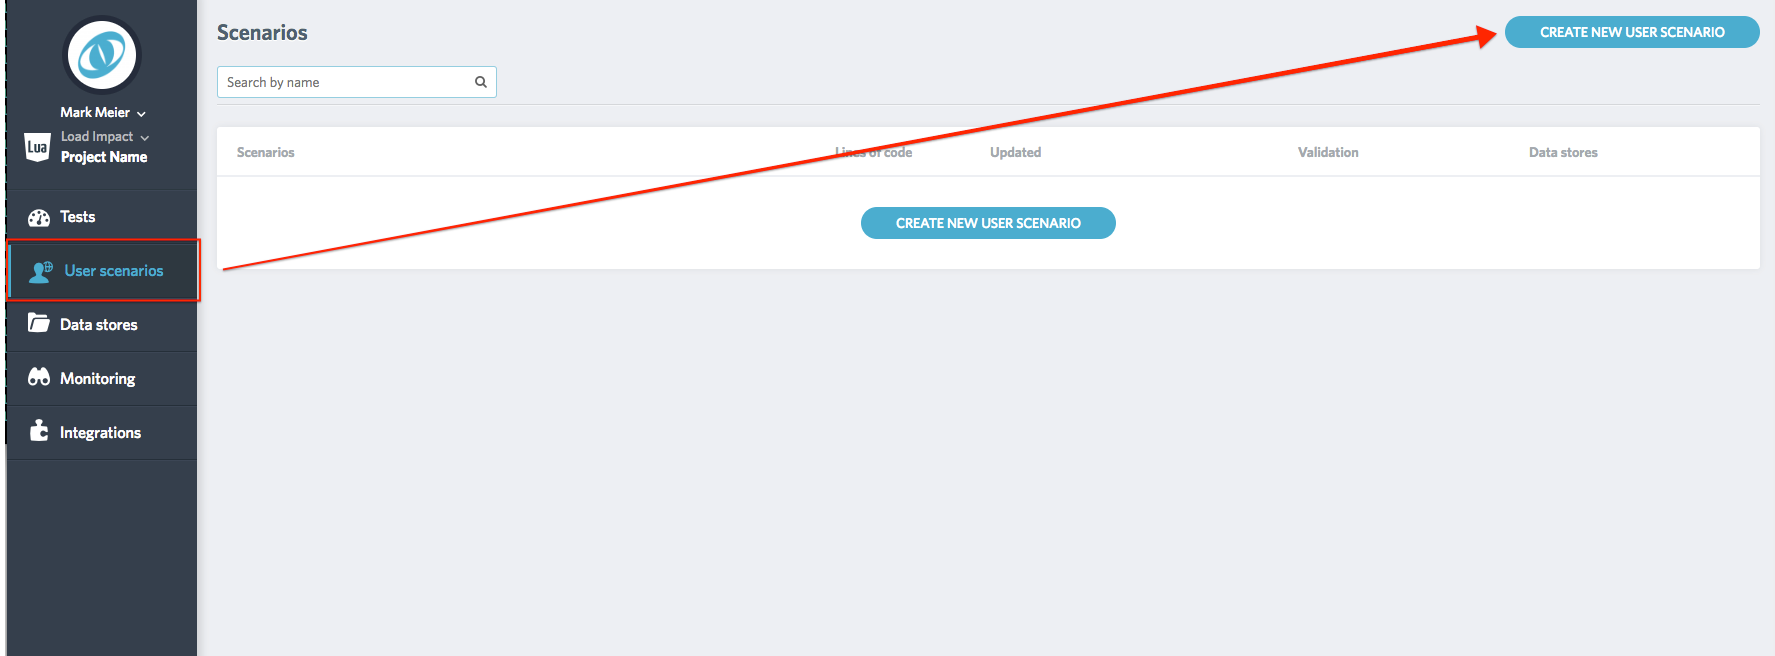 Mark Meier
Load Impact
Lua
Project Name
Tests
User scenarios
Data stores
Monitoring
Integrations
Scenarios
CREATE NEW USER SCENARIO
Search by name
Scenarios Lines of code Updated Validation Data stores
CREATE NEW USER SCENARIO